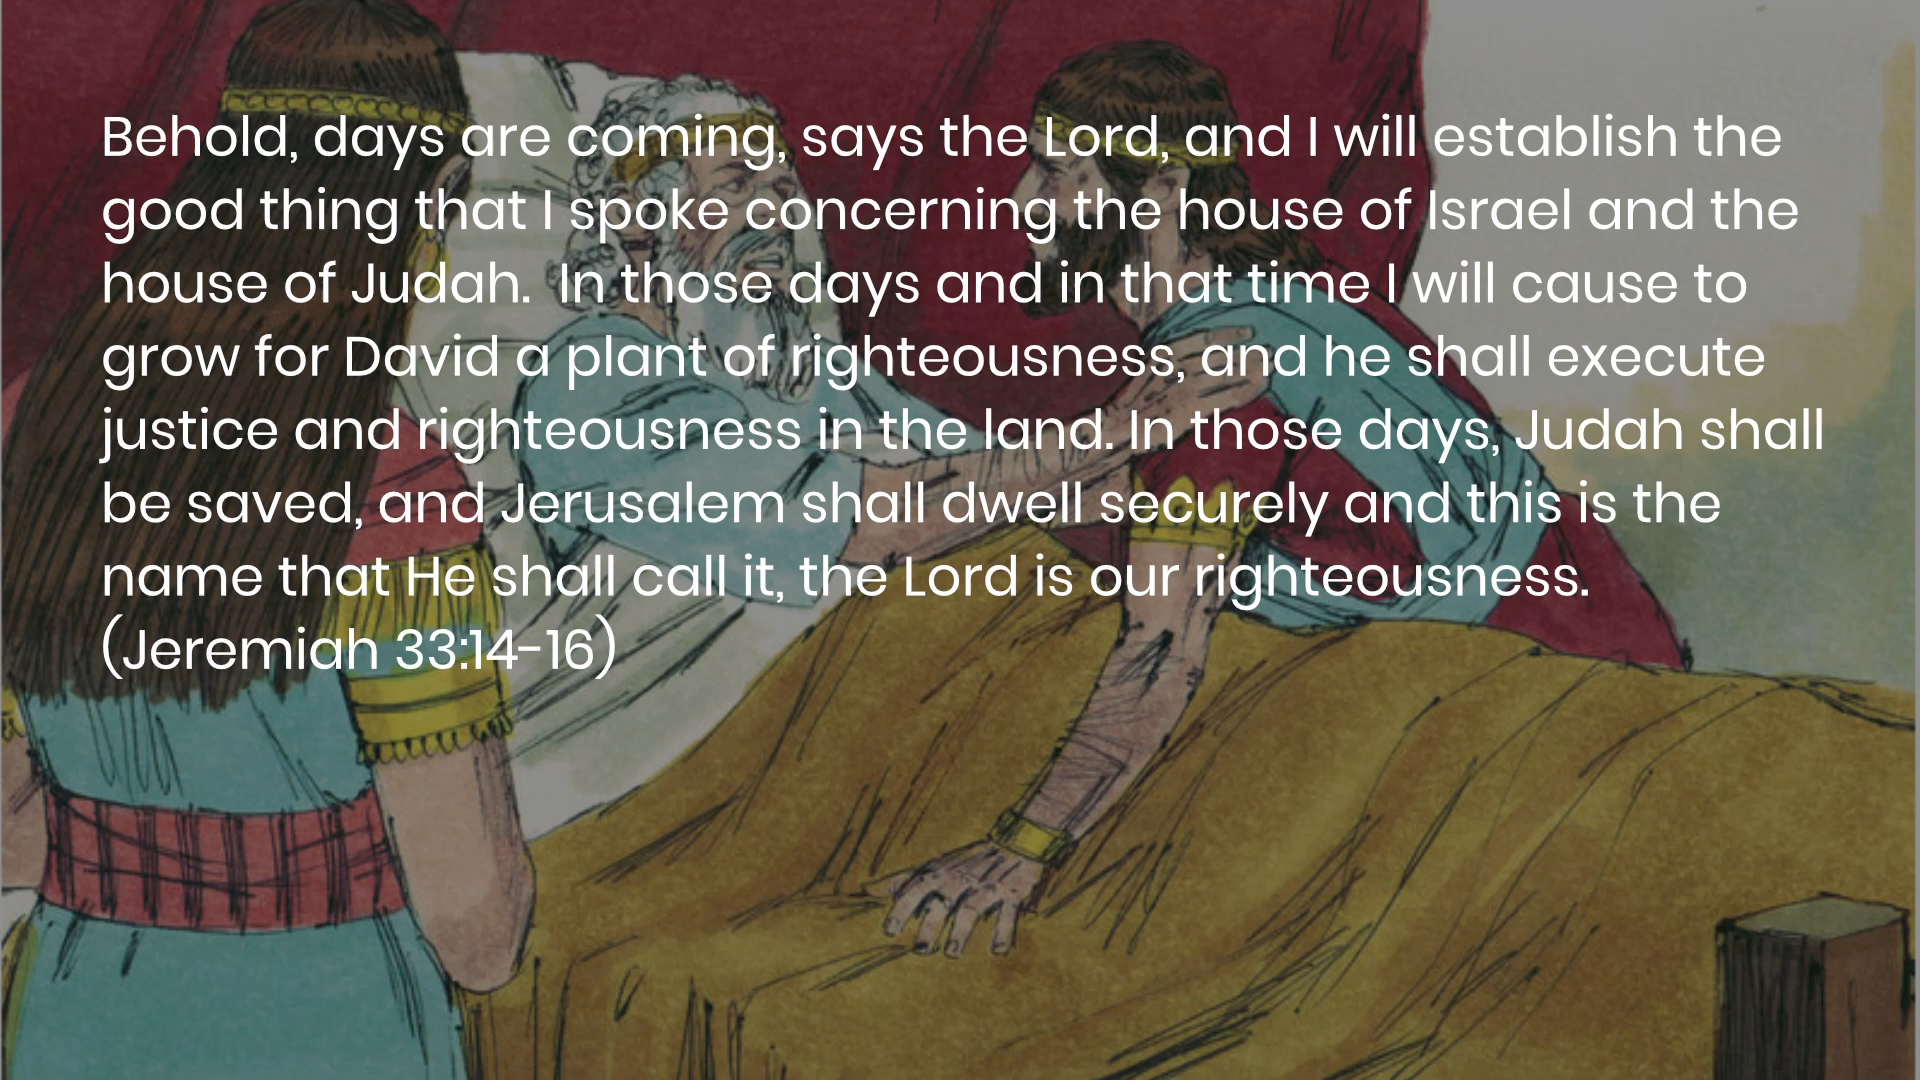 Behold, days are coming, says the Lord, and I will establish the
good thing that I spoke concerning the house of Israel and the
house of Judah.  In those days and in that time I will cause to
grow for David a plant of righteousness, and he shall execute
justice and righteousness in the land. In those days, Judah shall
be saved, and Jerusalem shall dwell securely and this is the
name that He shall call it, the Lord is our righteousness.
(Jeremiah 33:14-16)